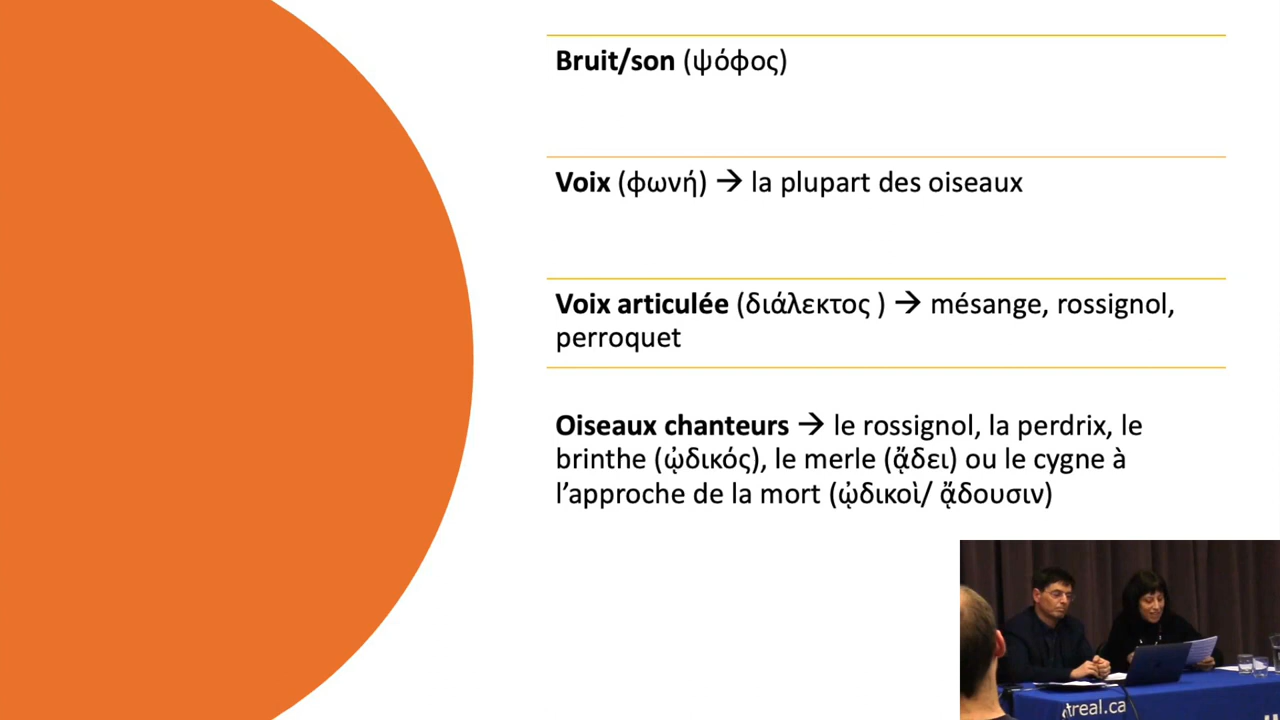 Bruit/son (ψόφος)
Voix (φωνή) → la plupart des oiseaux
Voix articulée (διάλεκτος ) → mésange, rossignol,
perroquet
Oiseaux chanteurs → le rossignol, la perdrix, le
brinthe (ᾠδικός), le merle (ᾄδει) ou le cygne à
l’approche de la mort (ᾠδικοὶ/ ᾄδουσιν)
treal.ca